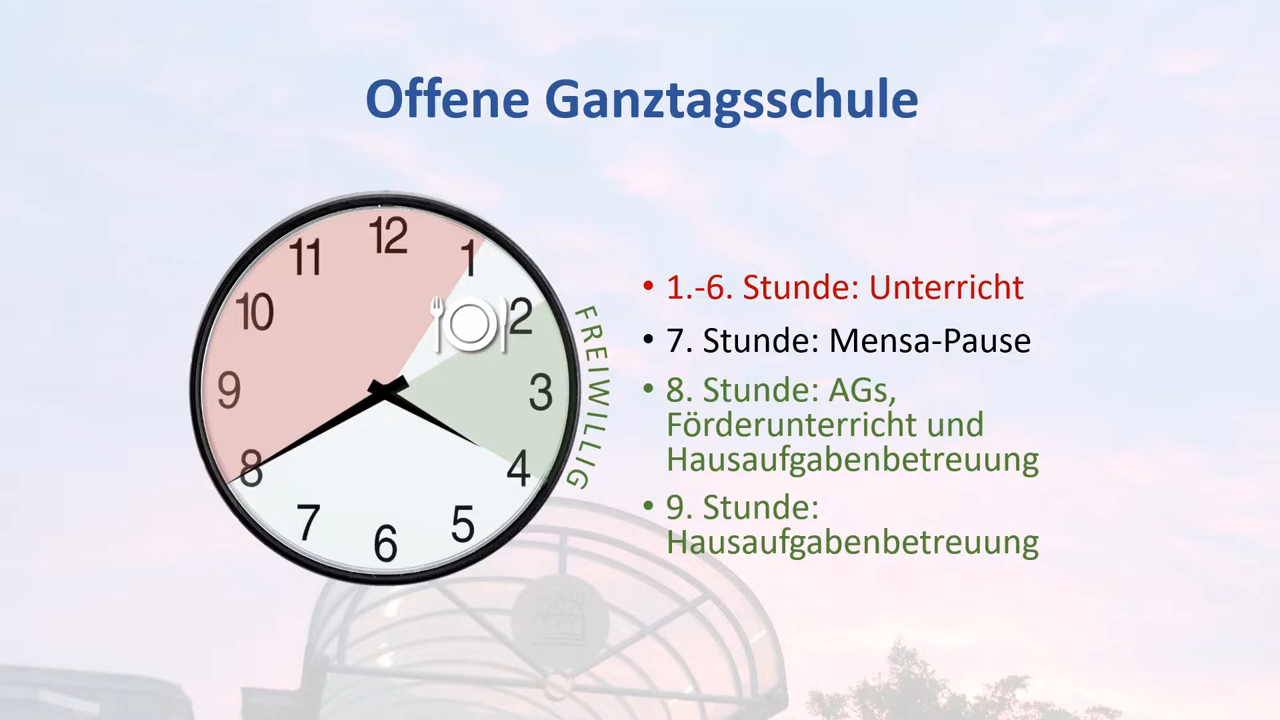 Offene Ganztagsschule
12
11
1
10
2
9
3
8
4
7
5
6
FREIWILLIG
• 1.-6. Stunde: Unterricht
• 7. Stunde: Mensa-Pause
• 8. Stunde: AGs,
Förderunterricht und
Hausaufgabenbetreuung
• 9. Stunde:
Hausaufgabenbetreuung